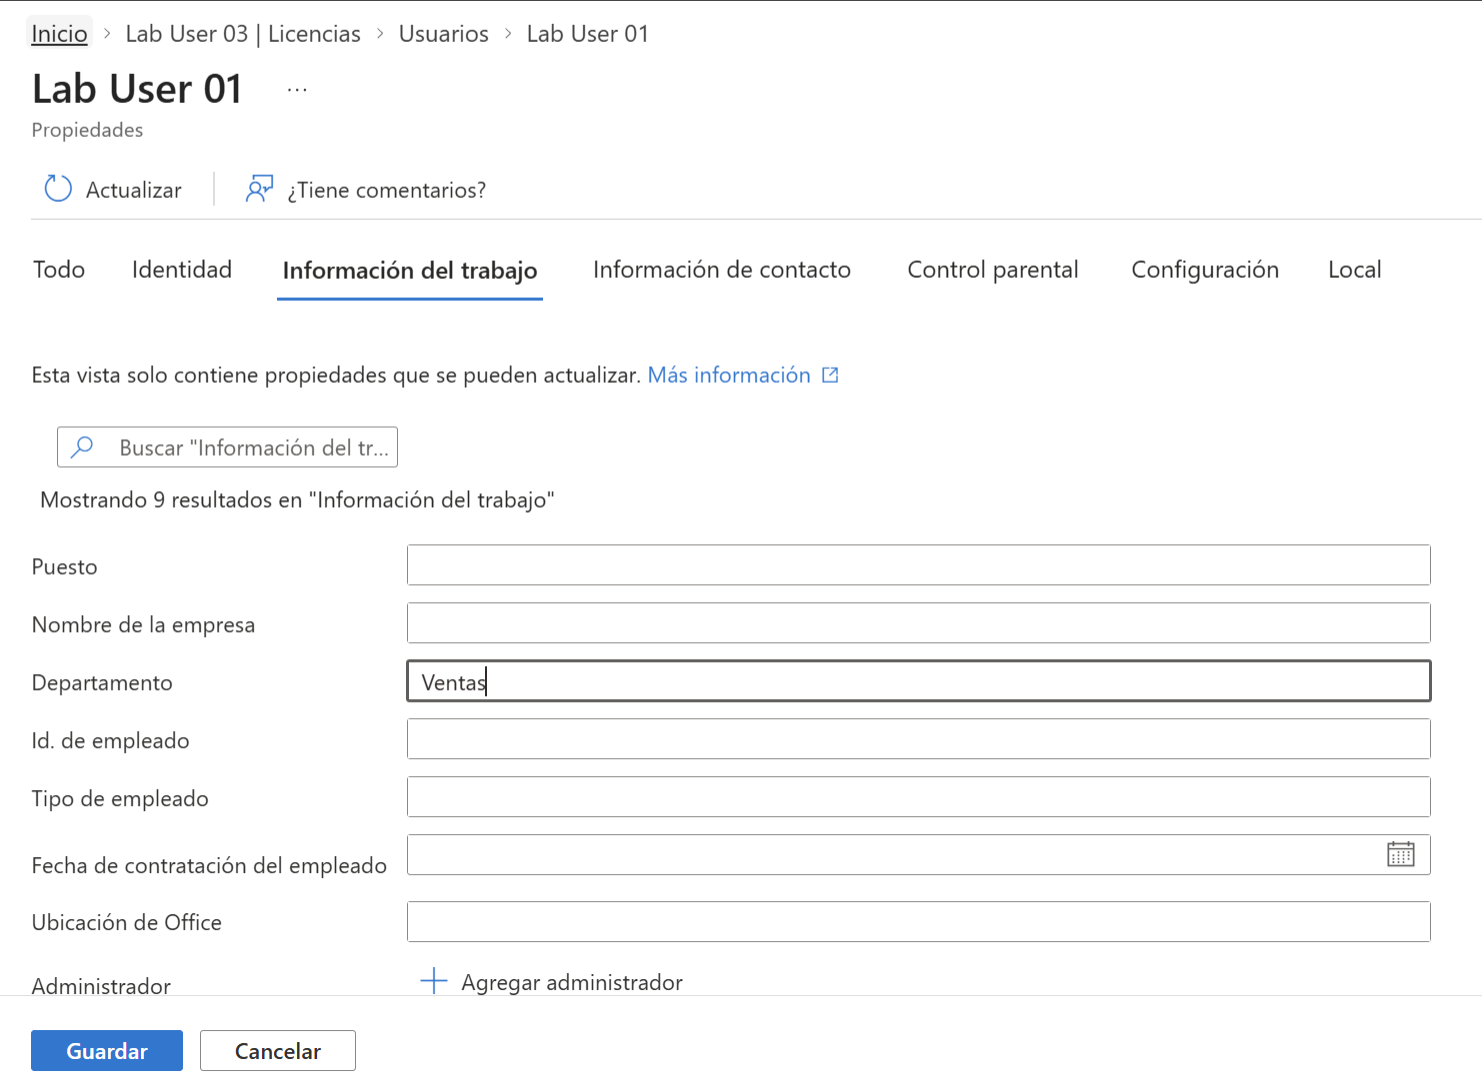 Inicio > Lab User 03 | Licencias > Usuarios > Lab User 01
Lab User 01 ...
Propiedades
Actualizar ¿Tiene comentarios?
Todo Identidad Información del trabajo Información de contacto Control parental Configuración Local
Esta vista solo contiene propiedades que se pueden actualizar. Más información
Buscar "Información del tr...
Mostrando 9 resultados en "Información del trabajo"
Puesto
Nombre de la empresa
Departamento Ventas
Id. de empleado
Tipo de empleado
Fecha de contratación del empleado
Ubicación de Office
Administrador Agregar administrador
Guardar Cancelar